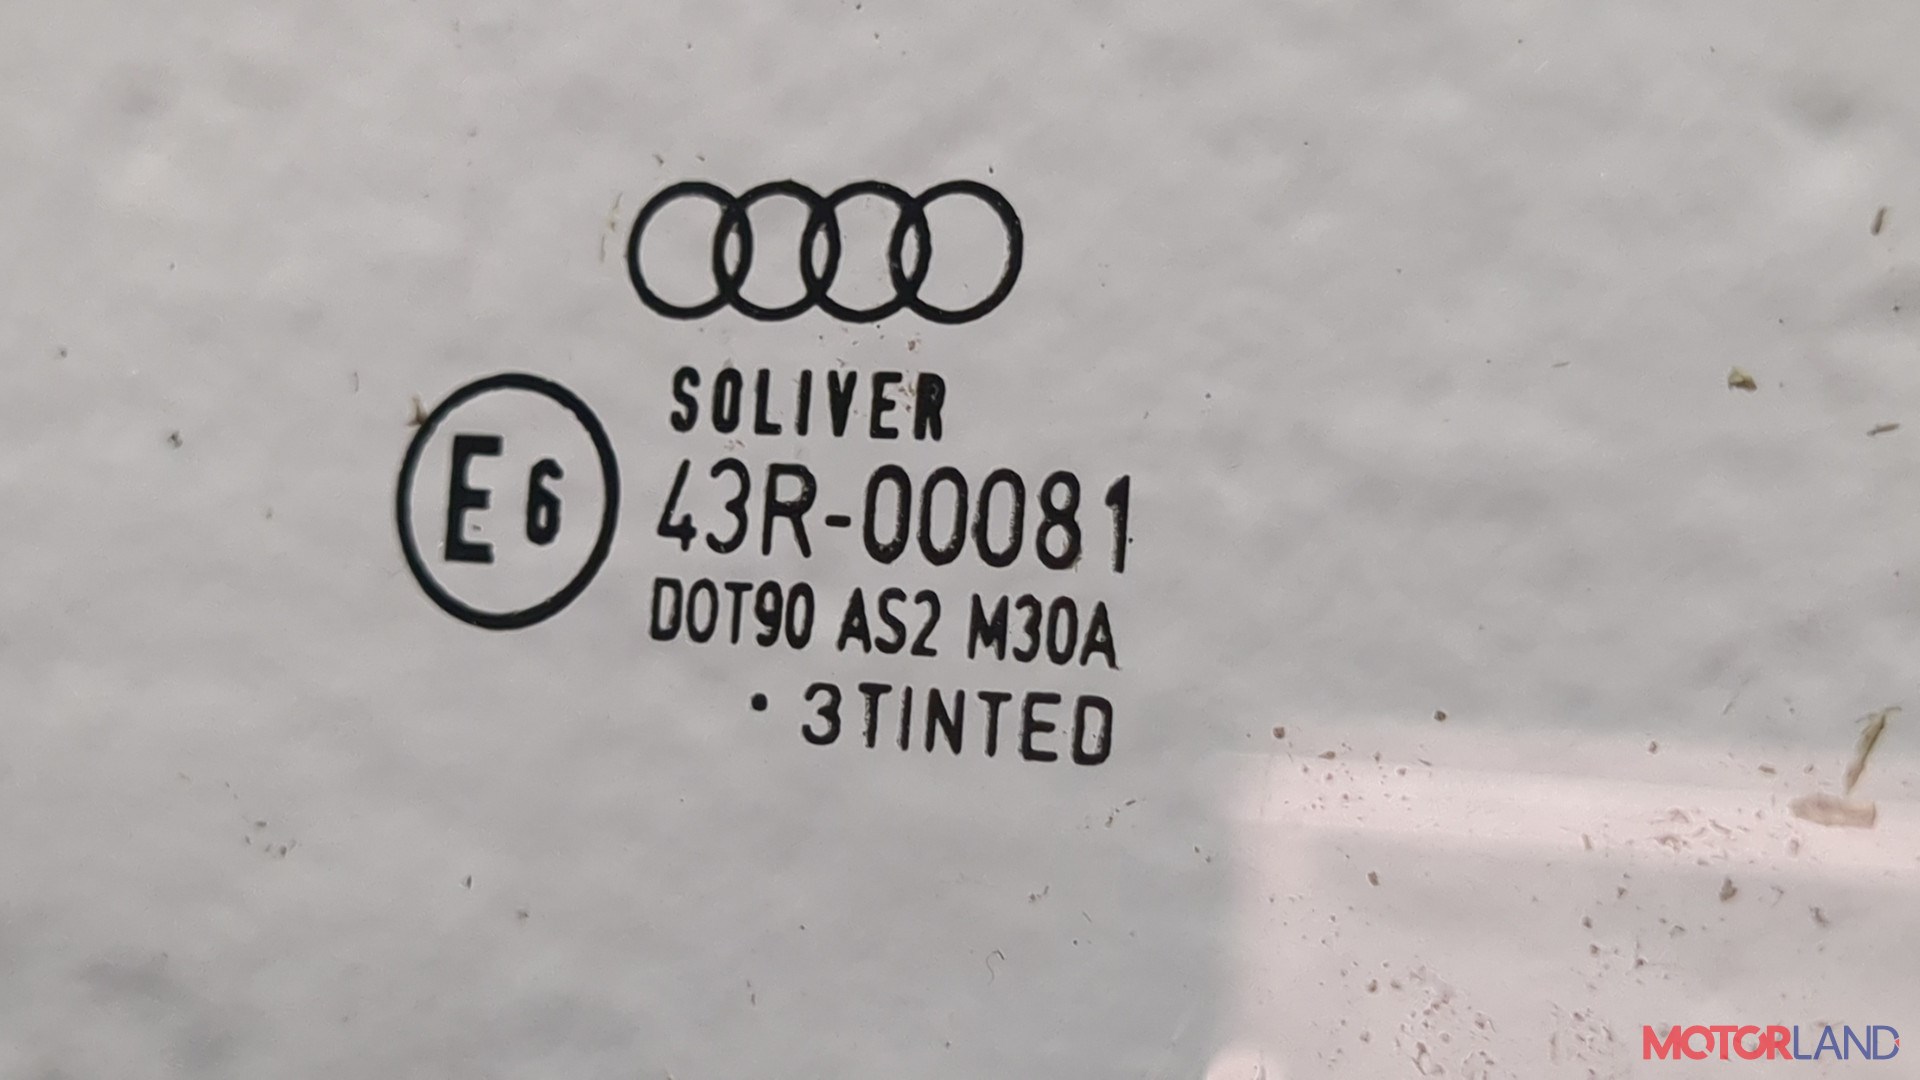 SOLIVER
E6
43R-00081
DOT90 AS2 M30A
· 3TINTED
MOTORLAND